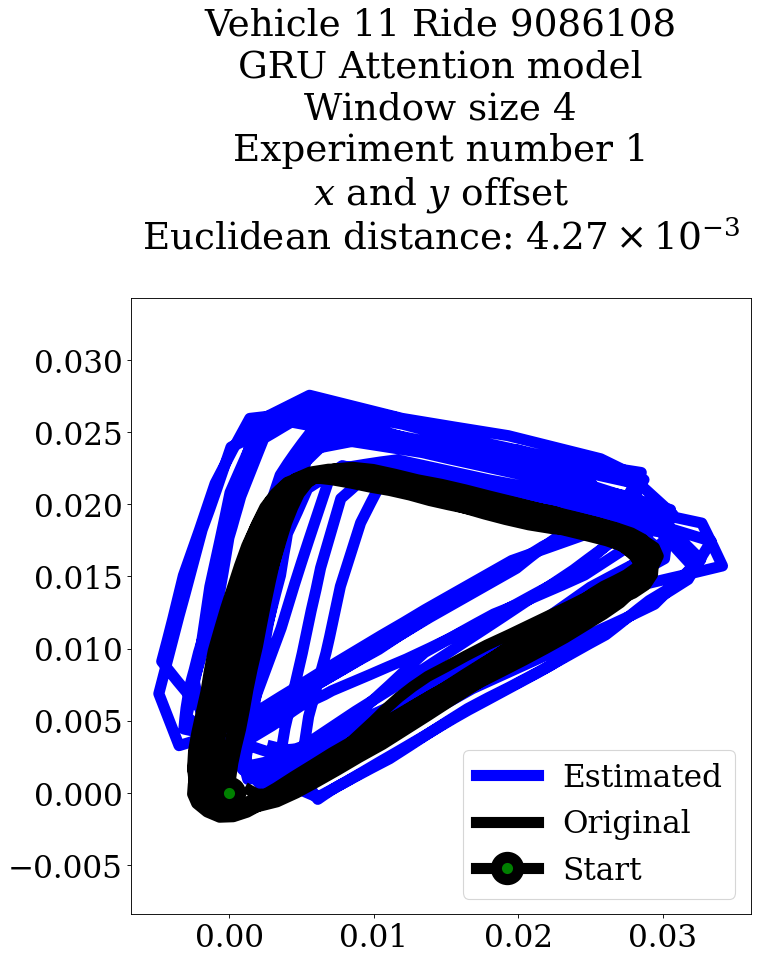 Vehicle 11 Ride 9086108
GRU Attention model
Window size 4
Experiment number 1
x and y offset
Euclidean distance: 4.27 × 10⁻³
0.030
0.025
0.020
0.015
0.010
0.005
0.000
−0.005
Estimated
Original
Start
0.00 0.01 0.02 0.03